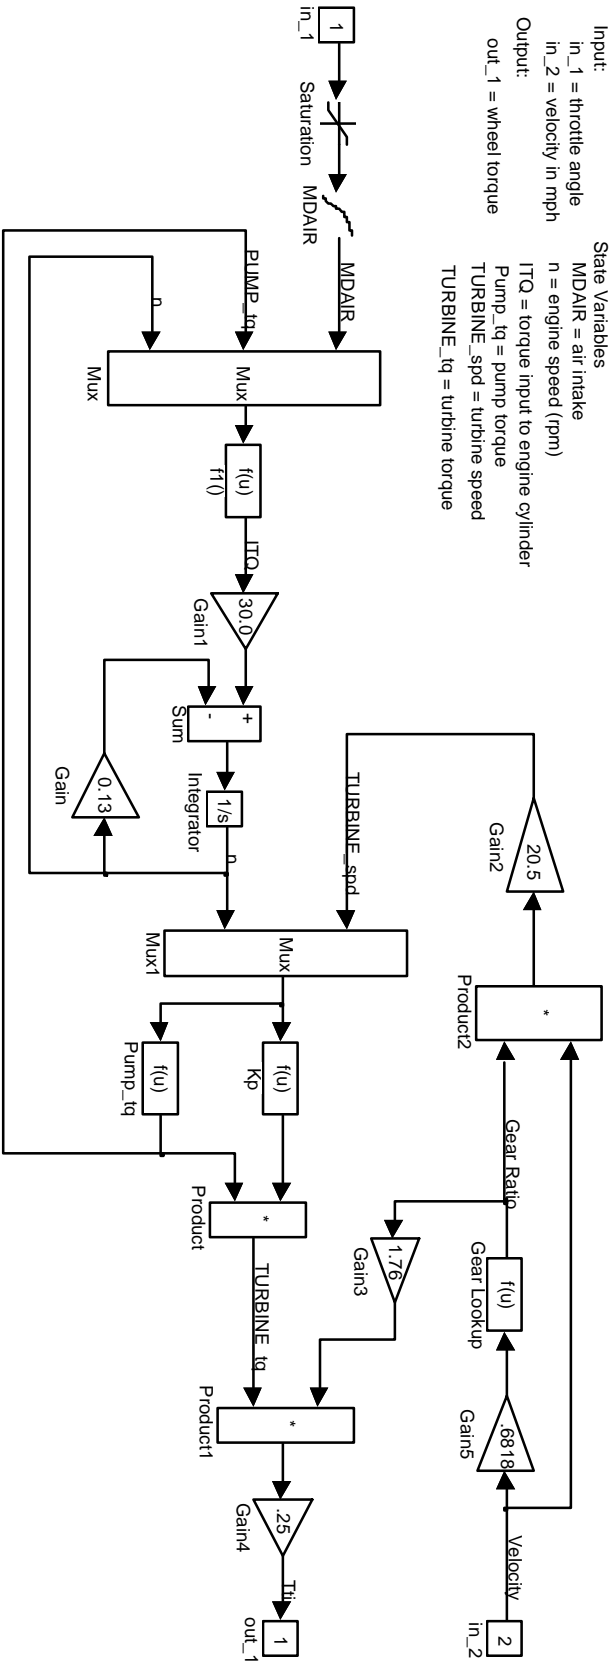 Input:
in_1 = throttle angle
in_2 = velocity in mph
Output:
out_1 = wheel torque
State Variables
MDAIR = air intake
n = engine speed (rpm)
ITQ = torque input to engine cylinder
Pump_tq = pump torque
TURBINE_spd = turbine speed
TURBINE_tq = turbine torque
20.5
Gain2
*
Product2
Gear Ratio
f(u)
Gear Lookup
.6818
Gain5
Velocity
2
in_2
1.76
Gain3
TURBINE_spd
1
in_1
Saturation
MDAIR
MDAIR
PUMP_tq
n
Mux
Mux
f(u)
f1()
ITQ
30.0
Gain1
+
-
Sum
1/s
Integrator
n
0.13
Gain
Mux
Mux1
f(u)
Kp
f(u)
Pump_tq
*
Product
TURBINE_tq
*
Product1
.25
Gain4
Tti
1
out_1